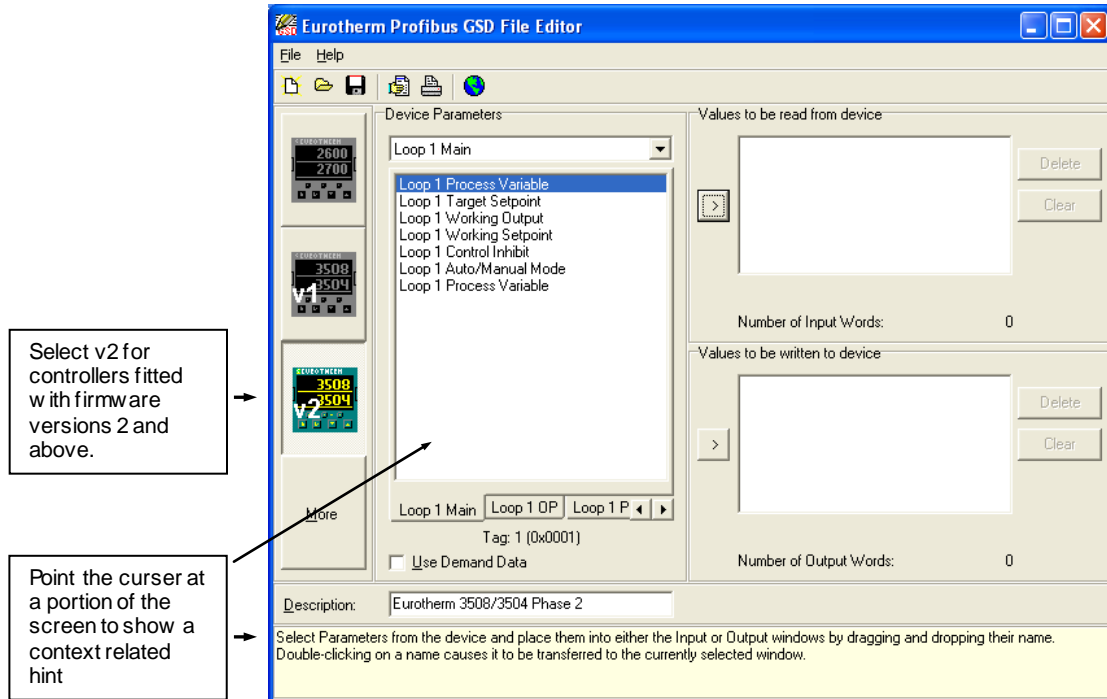 Eurotherm Profibus GSD File Editor
File Help
GSD
Device Parameters
Values to be read from device
EUROTHERM
2600
2700
Loop 1 Main
Loop 1 Process Variable
Loop 1 Target Setpoint
Loop 1 Working Output
Loop 1 Working Setpoint
Loop 1 Control Inhibit
Loop 1 Auto/Manual Mode
Loop 1 Process Variable
>
Delete
Clear
EUROTHERM
3508
3504
v1
Number of Input Words: 0
Values to be written to device
Select v2 for
controllers fitted
with firmware
versions 2 and
above.
EUROTHERM
3508
3504
v2
>
Delete
Clear
More
Loop 1 Main Loop 1 OP Loop 1 P
Tag: 1 (0x0001)
Use Demand Data
Number of Output Words: 0
Point the curser at
a portion of the
screen to show a
context related
hint
Description: Eurotherm 3508/3504 Phase 2
Select Parameters from the device and place them into either the Input or Output windows by dragging and dropping their name.
Double-clicking on a name causes it to be transferred to the currently selected window.